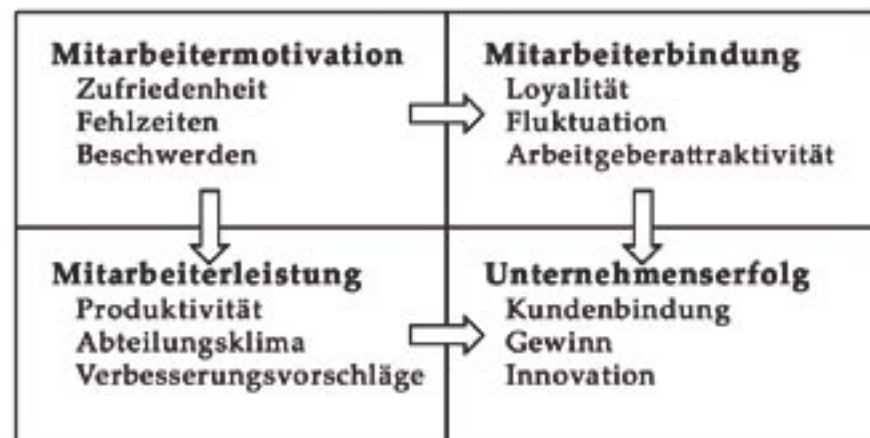 Mitarbeitermotivation
Zufriedenheit
Fehlzeiten
Beschwerden
Mitarbeiterbindung
Loyalität
Fluktuation
Arbeitgeberattraktivität
Mitarbeiterleistung
Produktivität
Abteilungsklima
Verbesserungsvorschläge
Unternehmenserfolg
Kundenbindung
Gewinn
Innovation